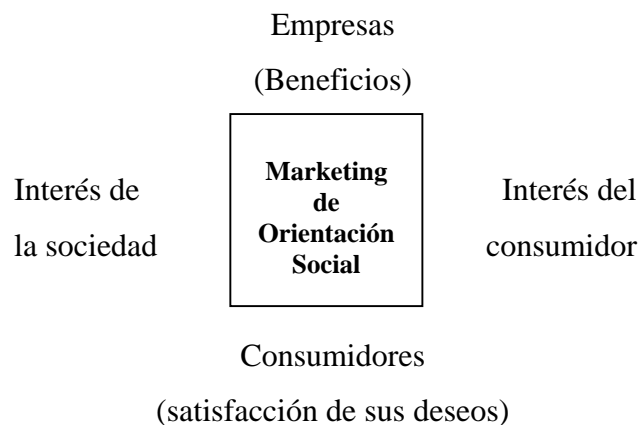 Empresas
(Beneficios)
Interés de
la sociedad
Marketing
de
Orientación
Social
Interés del
consumidor
Consumidores
(satisfacción de sus deseos)